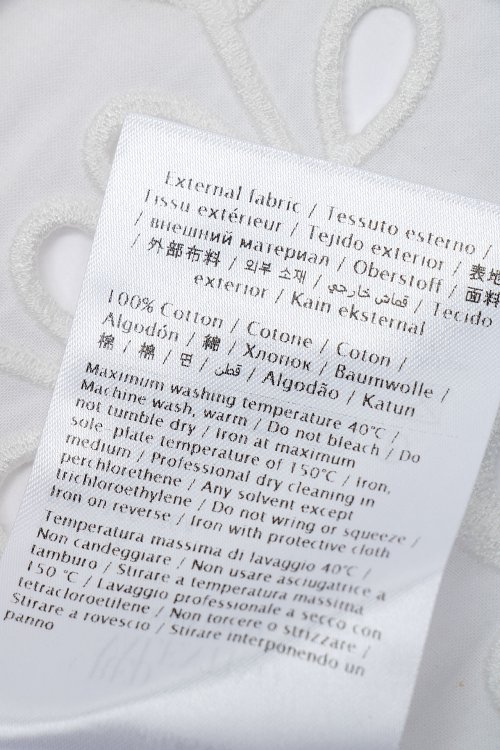 External fabric / Tessuto esterno /
Tissu extérieur / Tejido exterior / 表地
/ внешний материал / Oberstoff / 面料
/ 外部布料 / 외부 소재 / قماش خارجي / Tecido
exterior / Kain eksternal
100% Cotton / Cotone / Coton /
Algodón / 綿 / Хлопок / Baumwolle /
棉 / 棉 / 면 / قطن / Algodão / Katun
Maximum washing temperature 40°C /
Machine wash, warm / Do not bleach / Do
not tumble dry / Iron at maximum
sole-plate temperature of 150°C / Iron,
medium / Professional dry cleaning in
perchlorethene / Any solvent except
trichloroethylene / Do not wring or squeeze /
Iron on reverse / Iron with protective cloth
Temperatura massima di lavaggio 40°C /
Non candeggiare / Non usare asciugatrice a
tamburo / Stirare a temperatura massima
150 °C / Lavaggio professionale a secco con
tetracloroetilene / Non torcere o strizzare /
Stirare a rovescio / Stirare interponendo un
panno